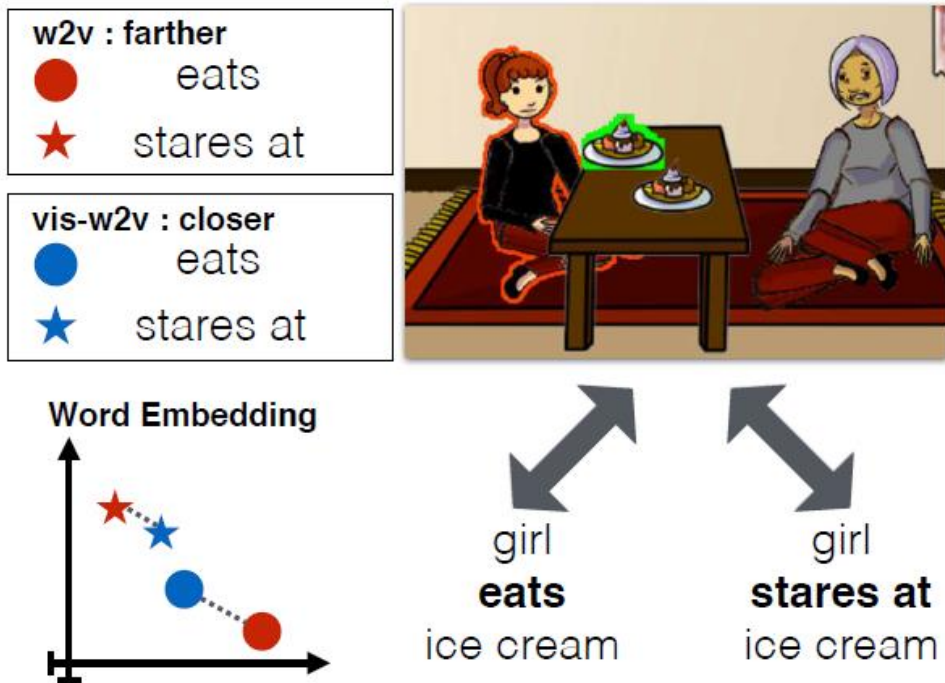 w2v : farther
eats
stares at
vis-w2v : closer
eats
stares at
Word Embedding
girl
eats
ice cream
girl
stares at
ice cream